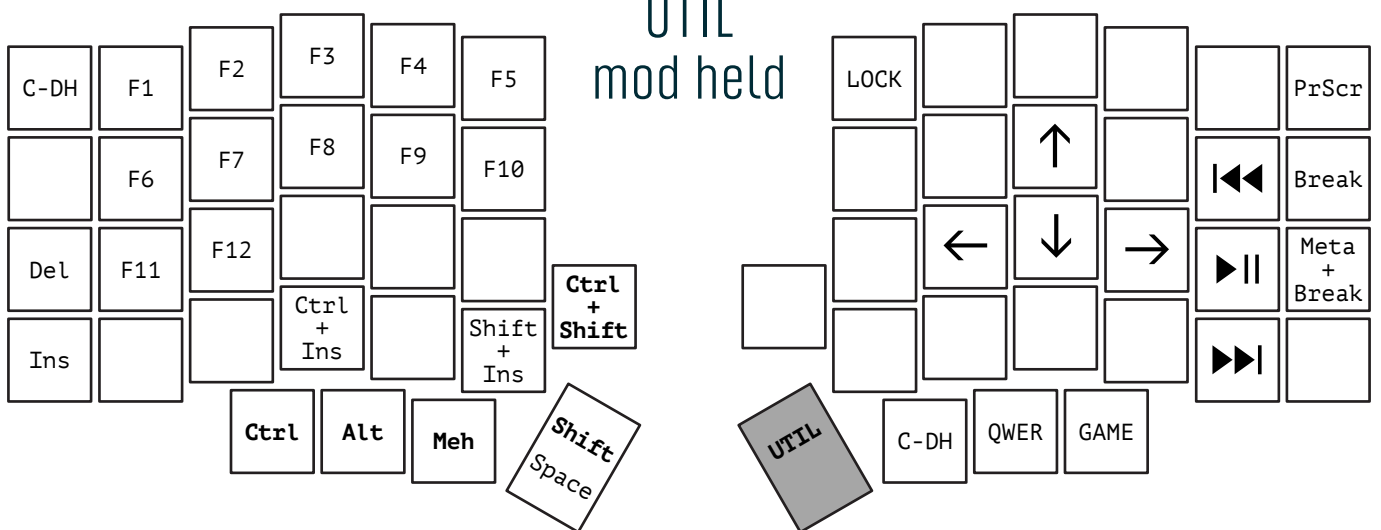 UTIL
mod held
C-DH
F1
F2
F3
F4
F5
F6
F7
F8
F9
F10
Del
F11
F12
Ins
Ctrl
+
Ins
Shift
+
Ins
Ctrl
+
Shift
Ctrl
Alt
Meh
Shift
Space
LOCK
PrScr
↑
⏮
Break
←
↓
→
⏯
Meta
+
Break
⏭
UTIL
C-DH
QWER
GAME